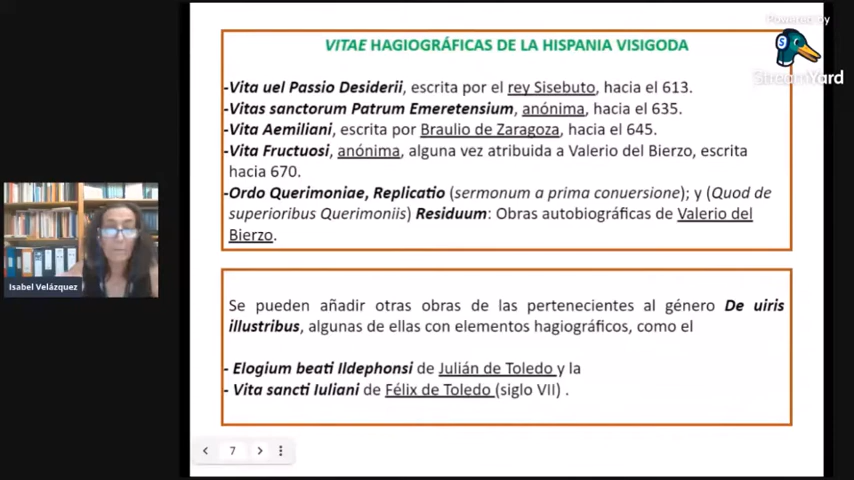 Powered by
StreamYard
VITAE HAGIOGRÁFICAS DE LA HISPANIA VISIGODA
-Vita uel Passio Desiderii, escrita por el rey Sisebuto, hacia el 613.
-Vitas sanctorum Patrum Emeretensium, anónima, hacia el 635.
-Vita Aemiliani, escrita por Braulio de Zaragoza, hacia el 645.
-Vita Fructuosi, anónima, alguna vez atribuida a Valerio del Bierzo, escrita
hacia 670.
-Ordo Querimoniae, Replicatio (sermonum a prima conuersione); y (Quod de
superioribus Querimoniis) Residuum: Obras autobiográficas de Valerio del
Bierzo.
Se pueden añadir otras obras de las pertenecientes al género De uiris
illustribus, algunas de ellas con elementos hagiográficos, como el
- Elogium beati Ildephonsi de Julián de Toledo y la
- Vita sancti Iuliani de Félix de Toledo (siglo VII) .
Isabel Velázquez
7